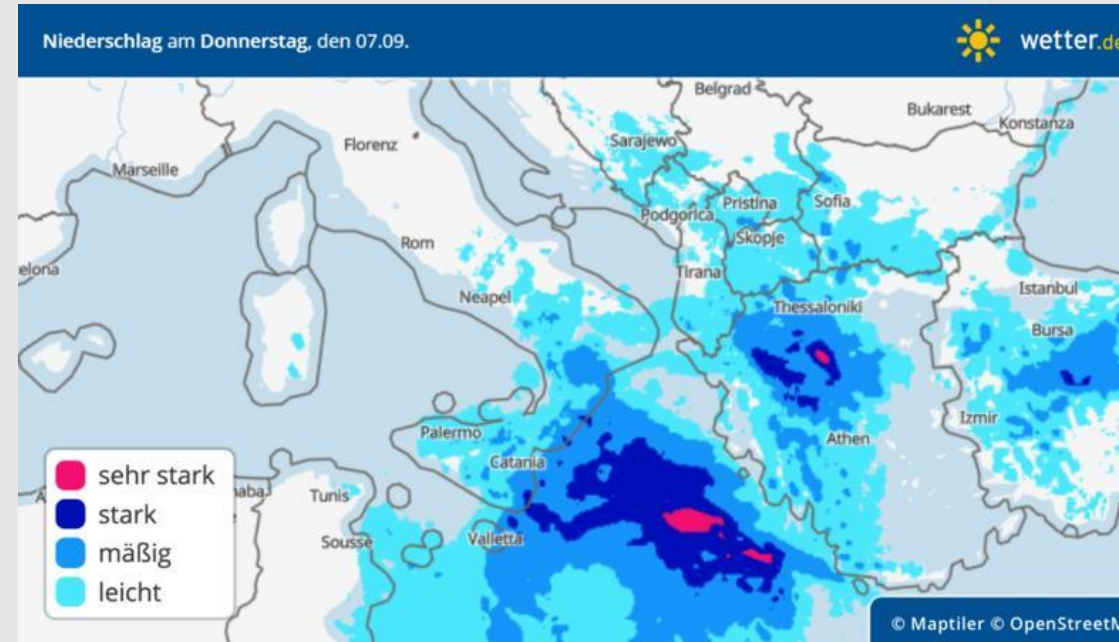 Niederschlag am Donnerstag, den 07.09.
wetter.de
Belgrad
Bukarest
Konstanza
Sarajewo
Florenz
Marseille
Podgorica
Pristina
Sofia
Skopje
Rom
elona
Tirana
Neapel
Istanbul
Thessaloniki
Bursa
Izmir
Athen
Palermo
Catania
Tunis
aba
Sousse
Valletta
sehr stark
stark
mäßig
leicht
© Maptiler © OpenStreetM